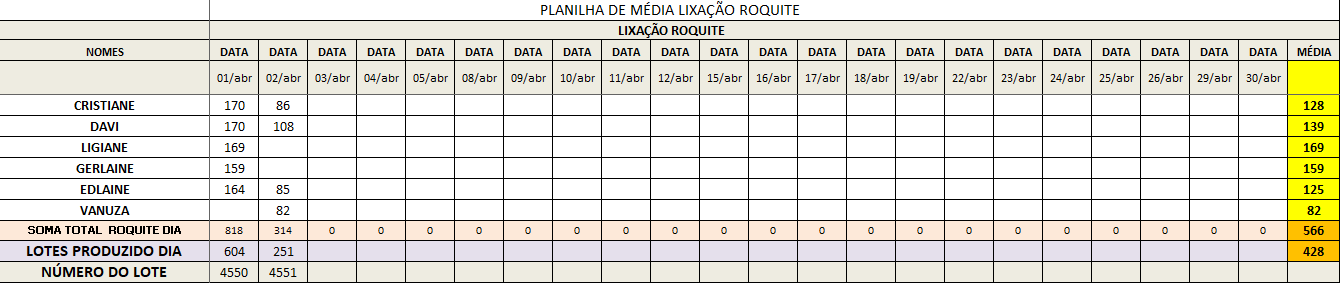 PLANILHA DE MÉDIA LIXAÇÃO ROQUITE
LIXAÇÃO ROQUITE
NOMES DATA DATA DATA DATA DATA DATA DATA DATA DATA DATA DATA DATA DATA DATA DATA DATA DATA DATA DATA DATA DATA DATA MÉDIA
01/abr 02/abr 03/abr 04/abr 05/abr 08/abr 09/abr 10/abr 11/abr 12/abr 15/abr 16/abr 17/abr 18/abr 19/abr 22/abr 23/abr 24/abr 25/abr 26/abr 29/abr 30/abr
CRISTIANE 170 86 128
DAVI 170 108 139
LIGIANE 169 169
GERLAINE 159 159
EDLAINE 164 85 125
VANUZA 82 82
SOMA TOTAL ROQUITE DIA 818 314 0 0 0 0 0 0 0 0 0 0 0 0 0 0 0 0 0 0 0 0 566
LOTES PRODUZIDO DIA 604 251 428
NÚMERO DO LOTE 4550 4551